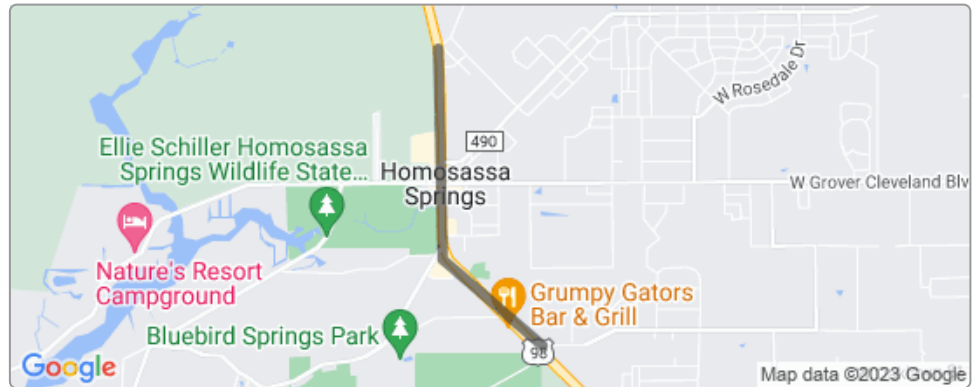 W Rosedale Dr
490
Ellie Schiller Homosassa
Springs Wildlife State...
Homosassa
Springs
W Grover Cleveland Blv
Nature's Resort
Campground
Grumpy Gators
Bar & Grill
Bluebird Springs Park
98
Google
Map data ©2023 Google